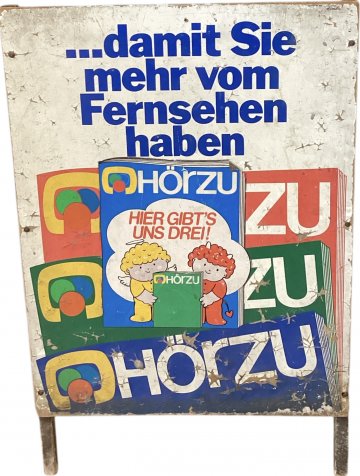 ...damit Sie
mehr vom
Fernsehen
haben
HÖRZU
HIER GIBT'S
UNS DREI!
HÖRZU
ZU
ZU
HÖRZU